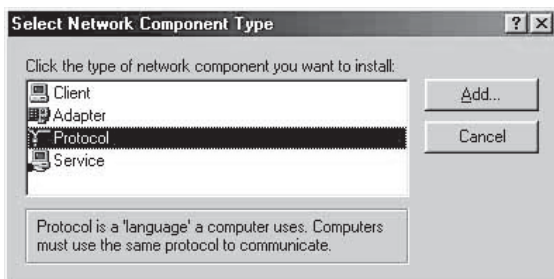 Select Network Component Type
Click the type of network component you want to install:
Client
Adapter
Protocol
Service
Add...
Cancel
Protocol is a 'language' a computer uses. Computers
must use the same protocol to communicate.